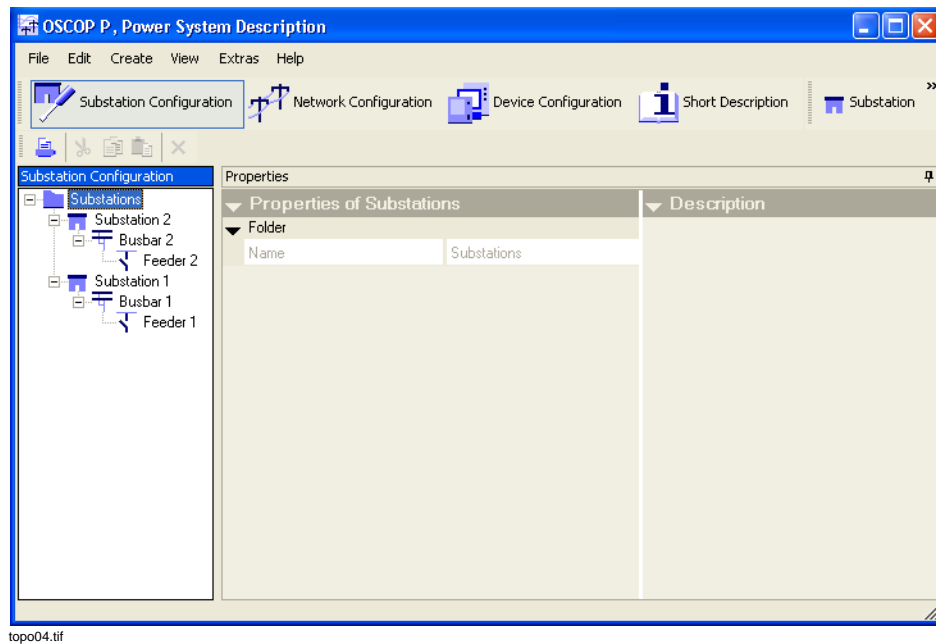 OSCOP P, Power System Description
File Edit Create View Extras Help
Substation Configuration Network Configuration Device Configuration Short Description Substation »
Substation Configuration
Properties
Substations
Substation 2
Busbar 2
Feeder 2
Substation 1
Busbar 1
Feeder 1
Properties of Substations
Folder
Name Substations
Description
topo04.tif